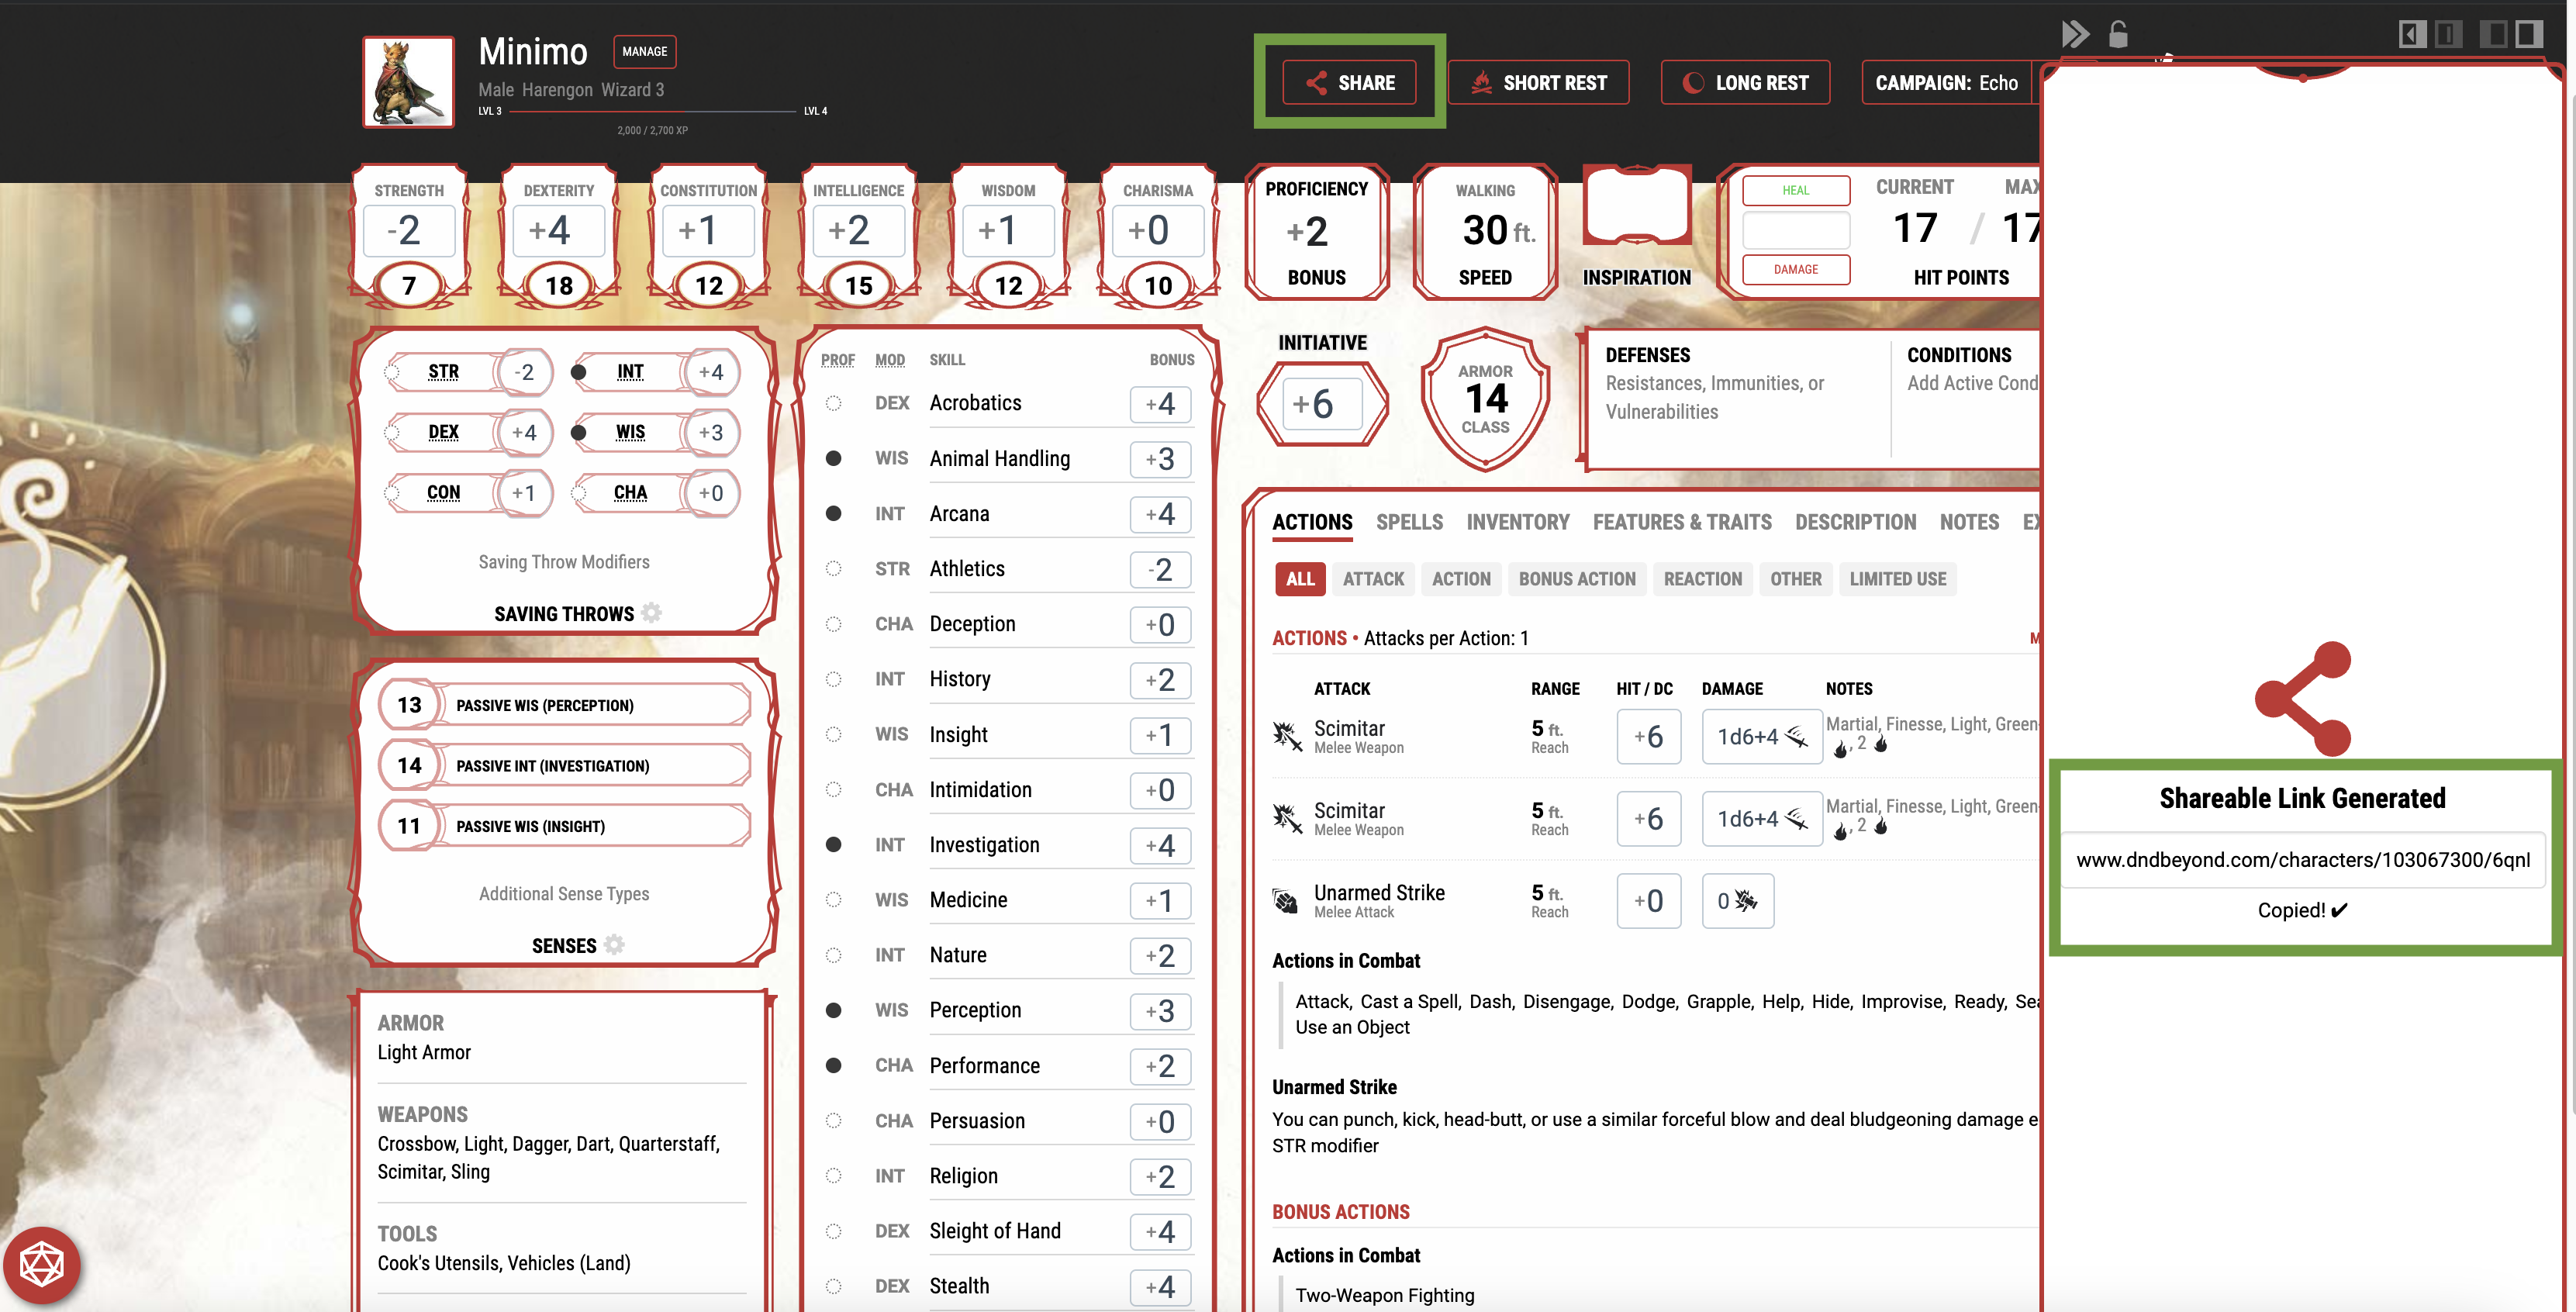 Minimo MANAGE
Male Harengon Wizard 3
LVL 3 LVL 4
2,000 / 2,700 XP
SHARE SHORT REST LONG REST CAMPAIGN: Echo
STRENGTH
-2
7
DEXTERITY
+4
18
CONSTITUTION
+1
12
INTELLIGENCE
+2
15
WISDOM
+1
12
CHARISMA
+0
10
PROFICIENCY
+2
BONUS
WALKING
30 ft.
SPEED
INSPIRATION
HEAL
DAMAGE
CURRENT MAX
17 / 17
HIT POINTS
STR -2 INT +4
DEX +4 WIS +3
CON +1 CHA +0
Saving Throw Modifiers
SAVING THROWS
13 PASSIVE WIS (PERCEPTION)
14 PASSIVE INT (INVESTIGATION)
11 PASSIVE WIS (INSIGHT)
Additional Sense Types
SENSES
ARMOR
Light Armor
WEAPONS
Crossbow, Light, Dagger, Dart, Quarterstaff,
Scimitar, Sling
TOOLS
Cook's Utensils, Vehicles (Land)
PROF MOD SKILL BONUS
DEX Acrobatics +4
WIS Animal Handling +3
INT Arcana +4
STR Athletics -2
CHA Deception +0
INT History +2
WIS Insight +1
CHA Intimidation +0
INT Investigation +4
WIS Medicine +1
INT Nature +2
WIS Perception +3
CHA Performance +2
CHA Persuasion +0
INT Religion +2
DEX Sleight of Hand +4
DEX Stealth +4
INITIATIVE
+6
ARMOR
14
CLASS
DEFENSES
Resistances, Immunities, or
Vulnerabilities
CONDITIONS
Add Active Cond
ACTIONS SPELLS INVENTORY FEATURES & TRAITS DESCRIPTION NOTES EX
ALL ATTACK ACTION BONUS ACTION REACTION OTHER LIMITED USE
ACTIONS • Attacks per Action: 1 M
ATTACK RANGE HIT / DC DAMAGE NOTES
Scimitar 5 ft. +6 1d6+4 Martial, Finesse, Light, Green-
Melee Weapon Reach , 2
Scimitar 5 ft. +6 1d6+4 Martial, Finesse, Light, Green-
Melee Weapon Reach , 2
Unarmed Strike 5 ft. +0 0
Melee Attack Reach
Actions in Combat
Attack, Cast a Spell, Dash, Disengage, Dodge, Grapple, Help, Hide, Improvise, Ready, Sea
Use an Object
Unarmed Strike
You can punch, kick, head-butt, or use a similar forceful blow and deal bludgeoning damage e
STR modifier
BONUS ACTIONS
Actions in Combat
Two-Weapon Fighting
Shareable Link Generated
www.dndbeyond.com/characters/103067300/6qnl
Copied! ✔